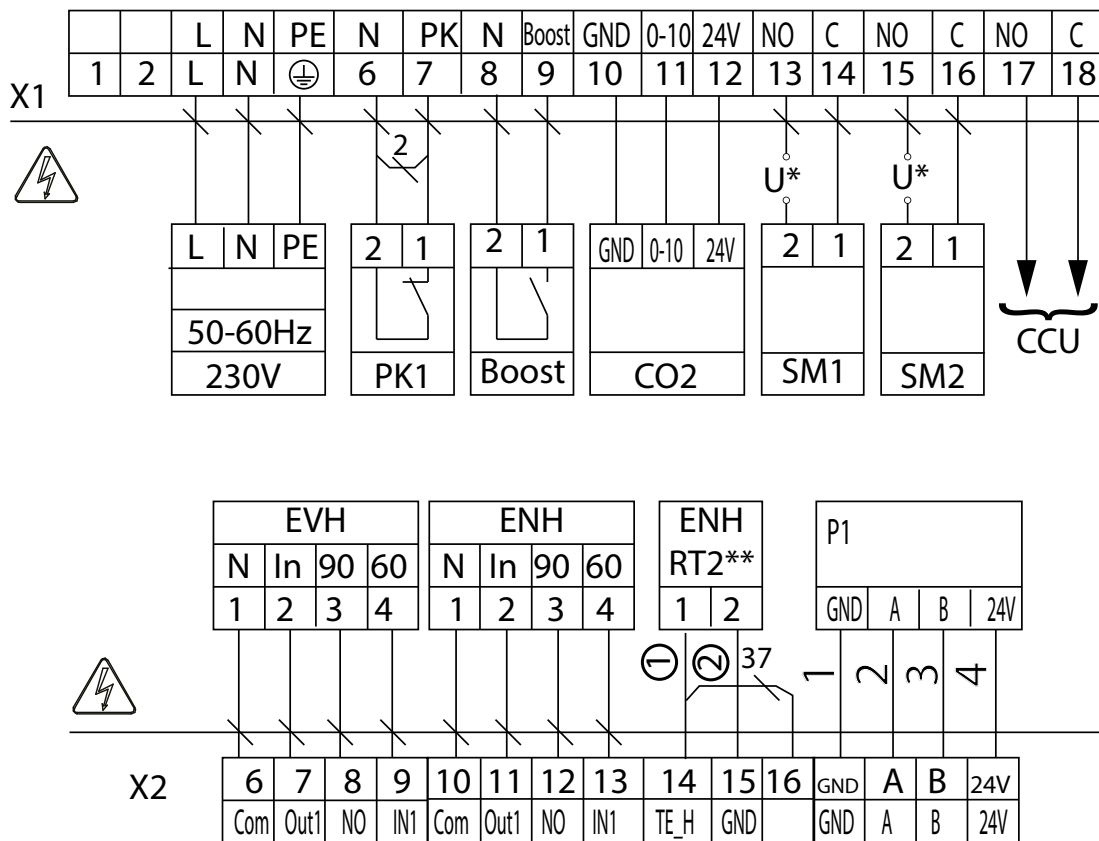 L N PE N PK N Boost GND 0-10 24V NO C NO C NO C
1 2 L N 6 7 8 9 10 11 12 13 14 15 16 17 18
X1
2
U* U*
L N PE 2 1 2 1 GND 0-10 24V 2 1 2 1
50-60Hz
230V PK1 Boost CO2 SM1 SM2 CCU
EVH ENH ENH P1
N In 90 60 N In 90 60 RT2**
1 2 3 4 1 2 3 4 1 2 GND A B 24V
1 2 37 1 2 3 4
X2 6 7 8 9 10 11 12 13 14 15 16 GND A B 24V
Com Out1 NO IN1 Com Out1 NO IN1 TE_H GND GND A B 24V